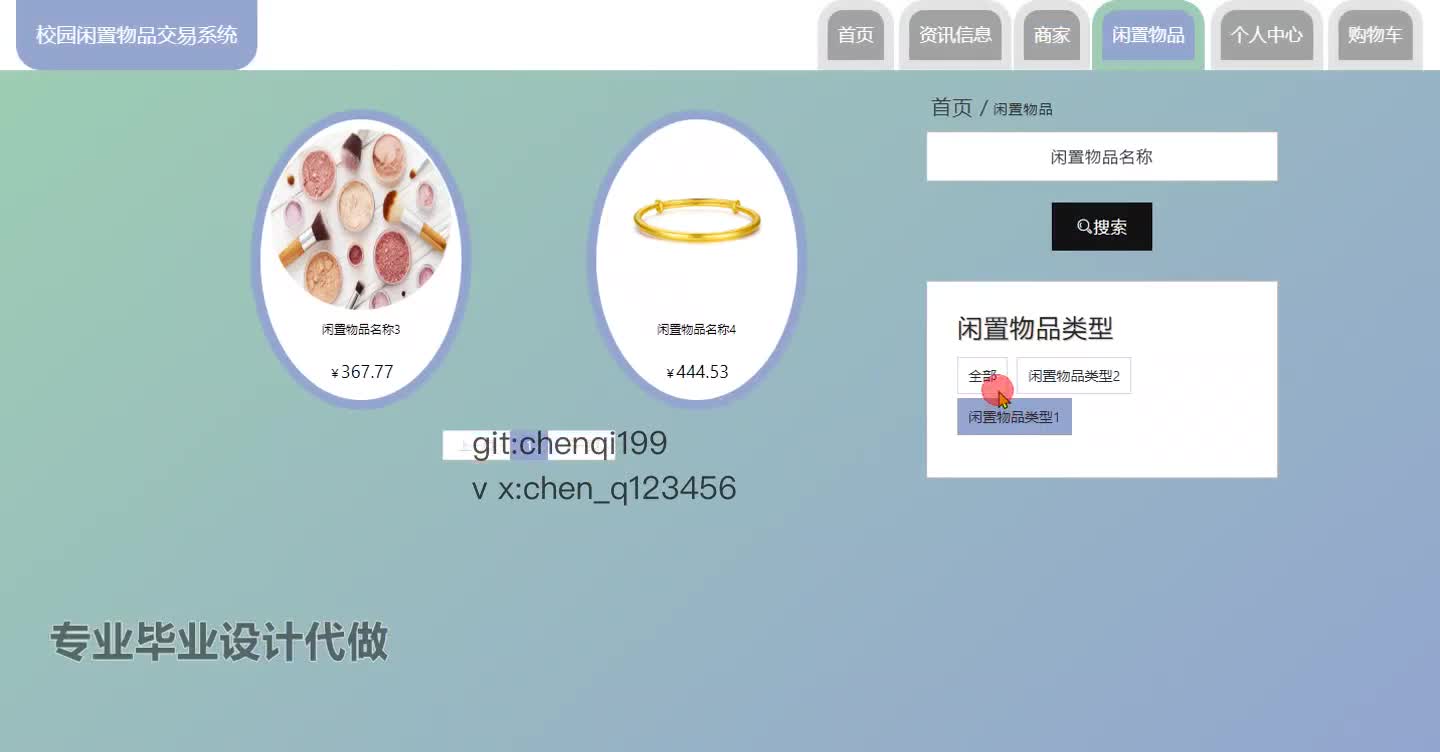 校园闲置物品交易系统
首页
资讯信息
商家
闲置物品
个人中心
购物车
首页 / 闲置物品
闲置物品名称
搜索
闲置物品类型
全部
闲置物品类型2
闲置物品类型1
闲置物品名称3
¥367.77
闲置物品名称4
¥444.53
git:chenqi199
v x:chen_q123456
专业毕业设计代做